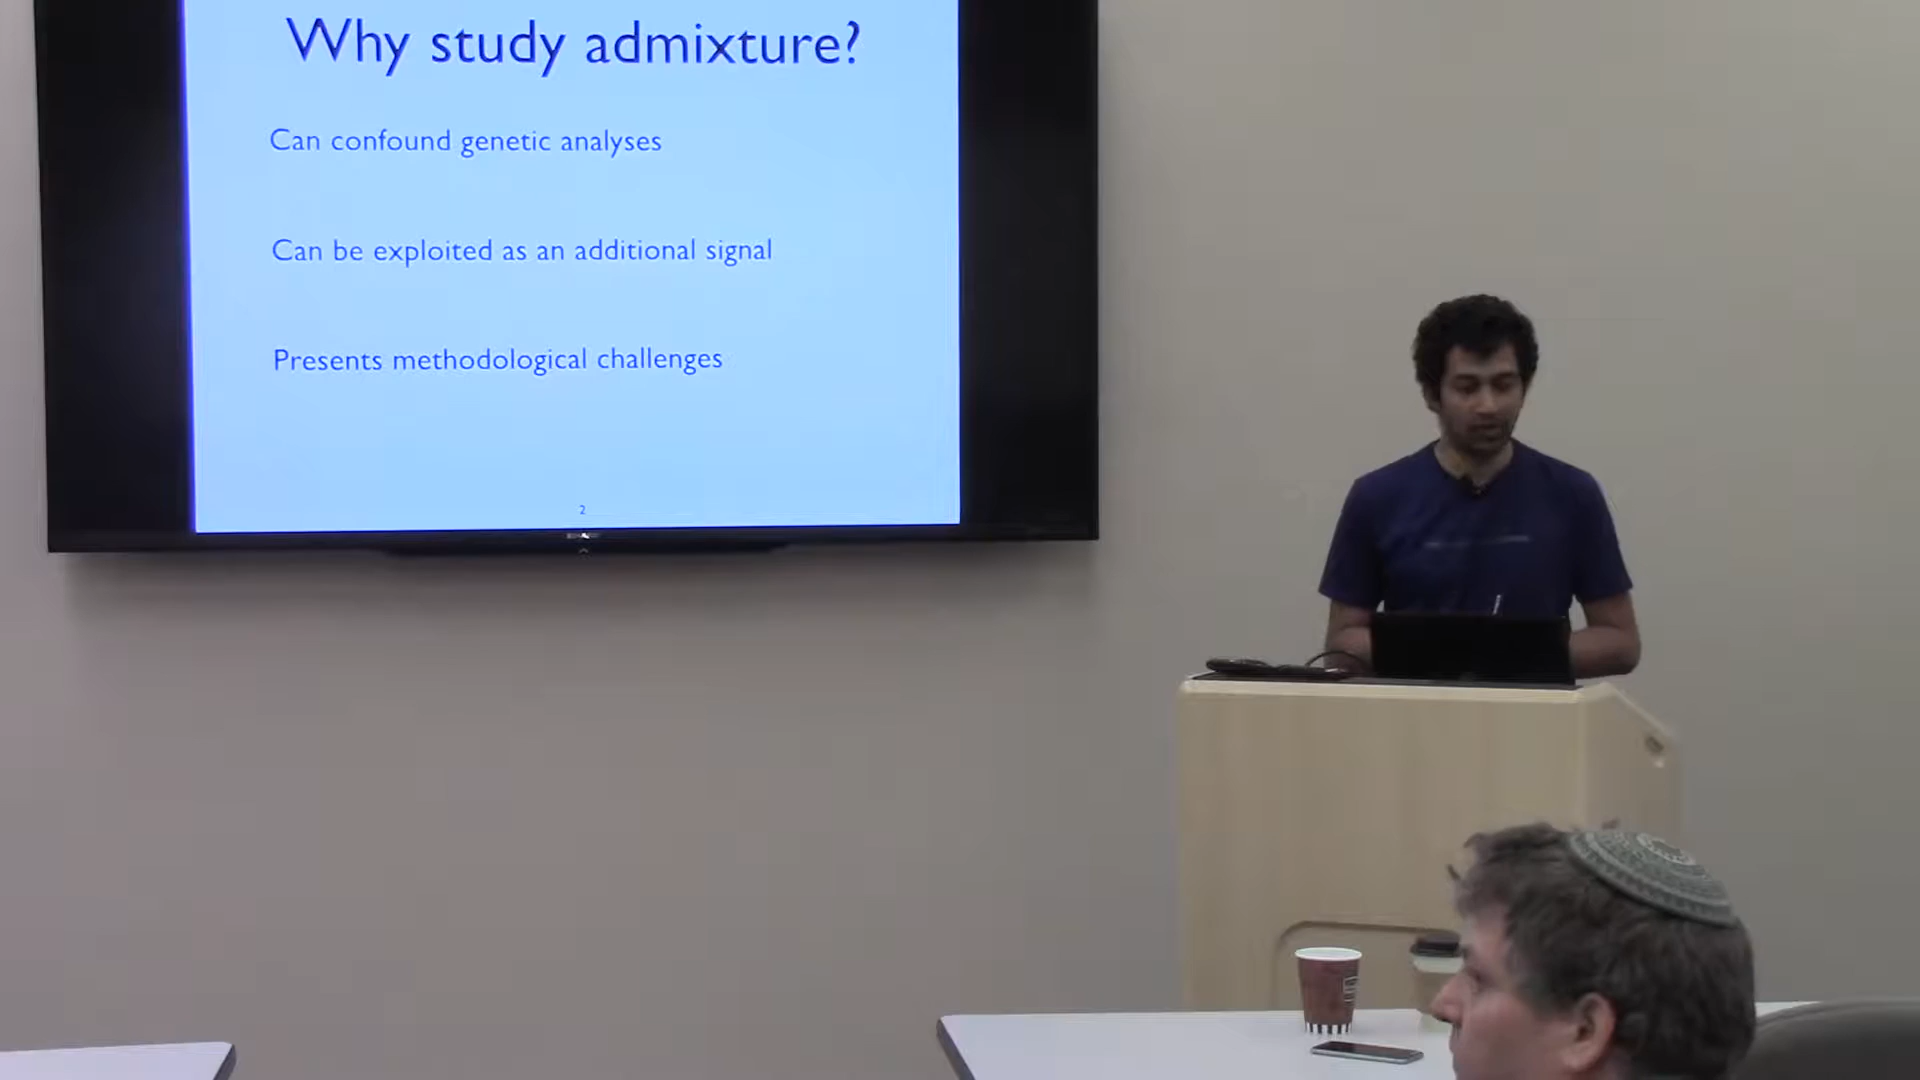 Why study admixture?
Can confound genetic analyses
Can be exploited as an additional signal
Presents methodological challenges
2